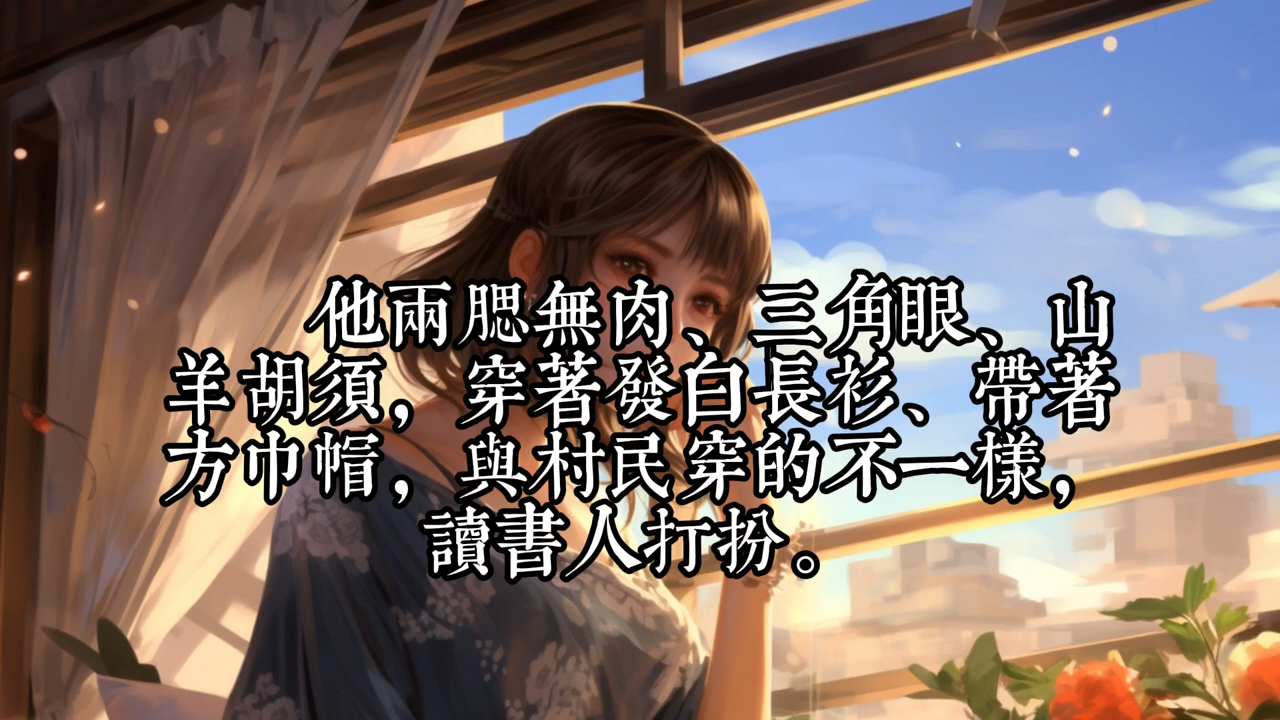 他兩腮無肉、三角眼、山
羊胡須，穿著發白長衫、帶著
方巾帽，與村民穿的不一樣，
讀書人打扮。